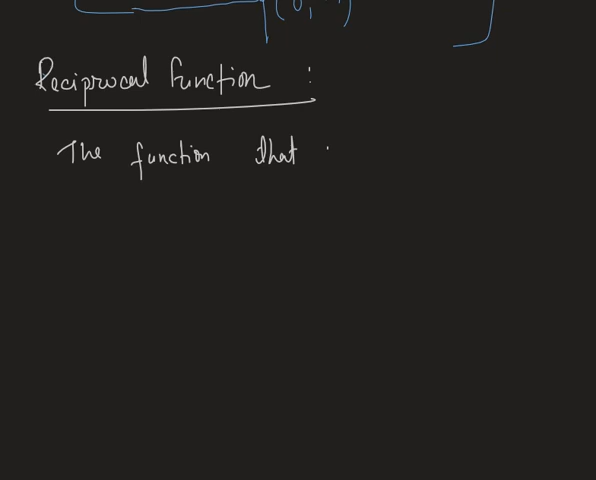 Reciprocal Function :
The function that